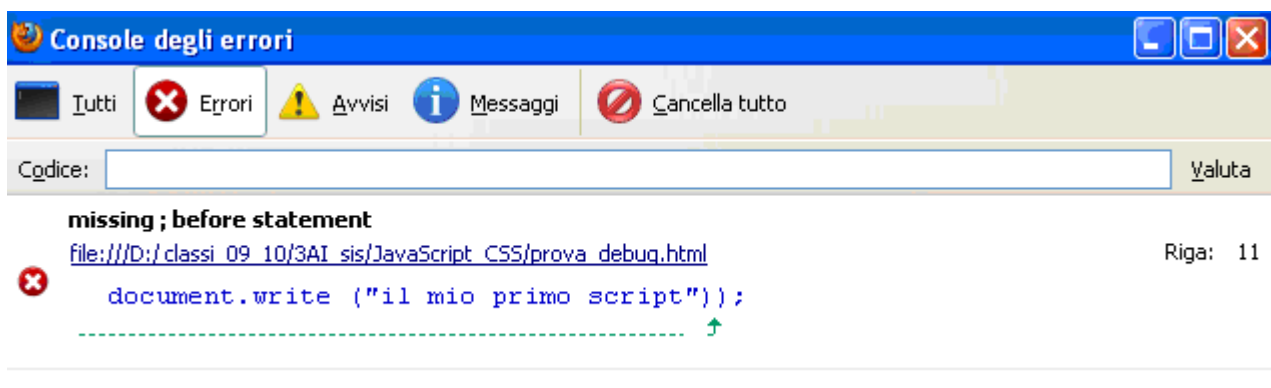 Console degli errori
Tutti Errori Avvisi Messaggi Cancella tutto
Codice: Valuta
missing ; before statement
file:///D:/classi_09_10/3AI_sis/JavaScript_CSS/prova_debug.html Riga: 11
document.write ("il mio primo script"));